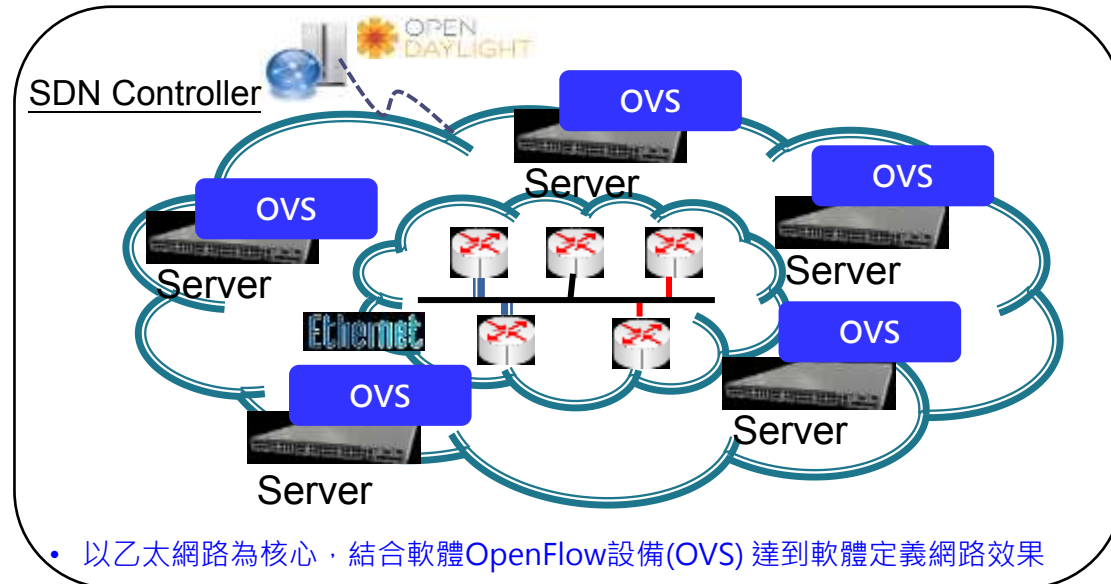 OPEN
DAYLIGHT
SDN Controller
OVS
Server
OVS
Server
OVS
Server
Ethernet
OVS
Server
OVS
Server
• 以乙太網路為核心，結合軟體OpenFlow設備(OVS) 達到軟體定義網路效果